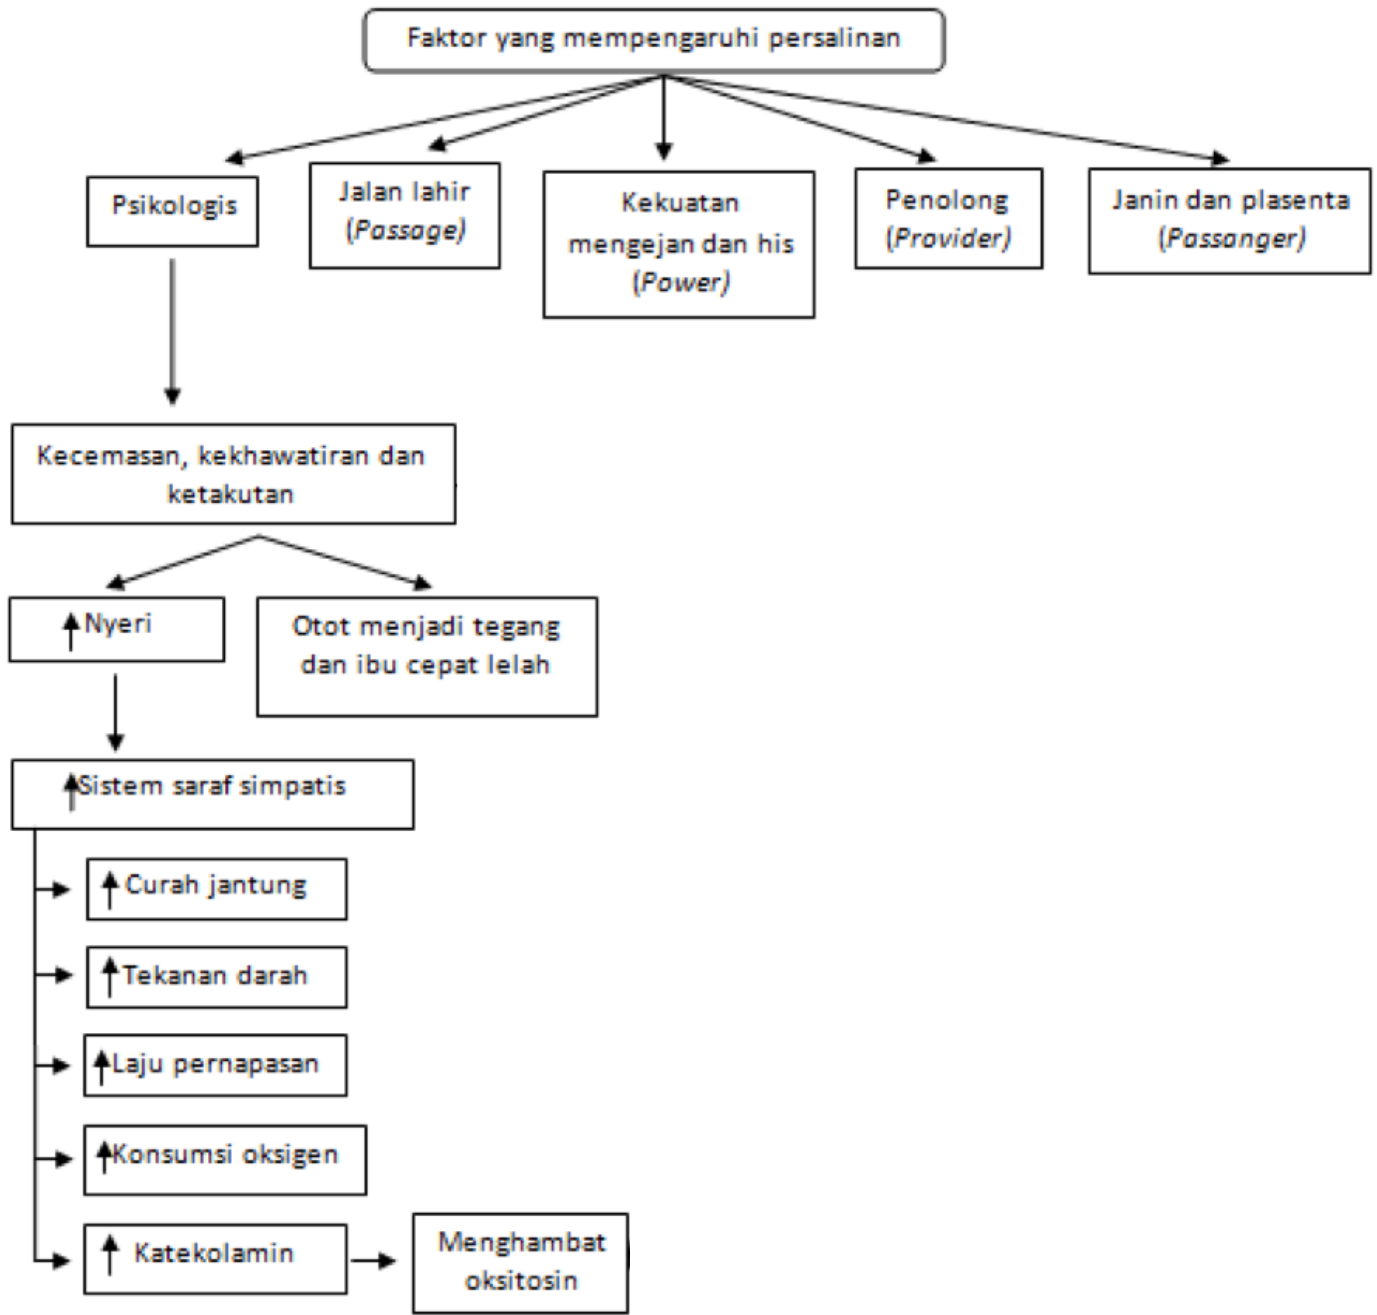 Faktor yang mempengaruhi persalinan
Psikologis
Jalan lahir
(Passage)
Kekuatan
mengejan dan his
(Power)
Penolong
(Provider)
Janin dan plasenta
(Passanger)
Kecemasan, kekhawatiran dan
ketakutan
Nyeri
Otot menjadi tegang
dan ibu cepat lelah
Sistem saraf simpatis
Curah jantung
Tekanan darah
Laju pernapasan
Konsumsi oksigen
Katekolamin
Menghambat
oksitosin